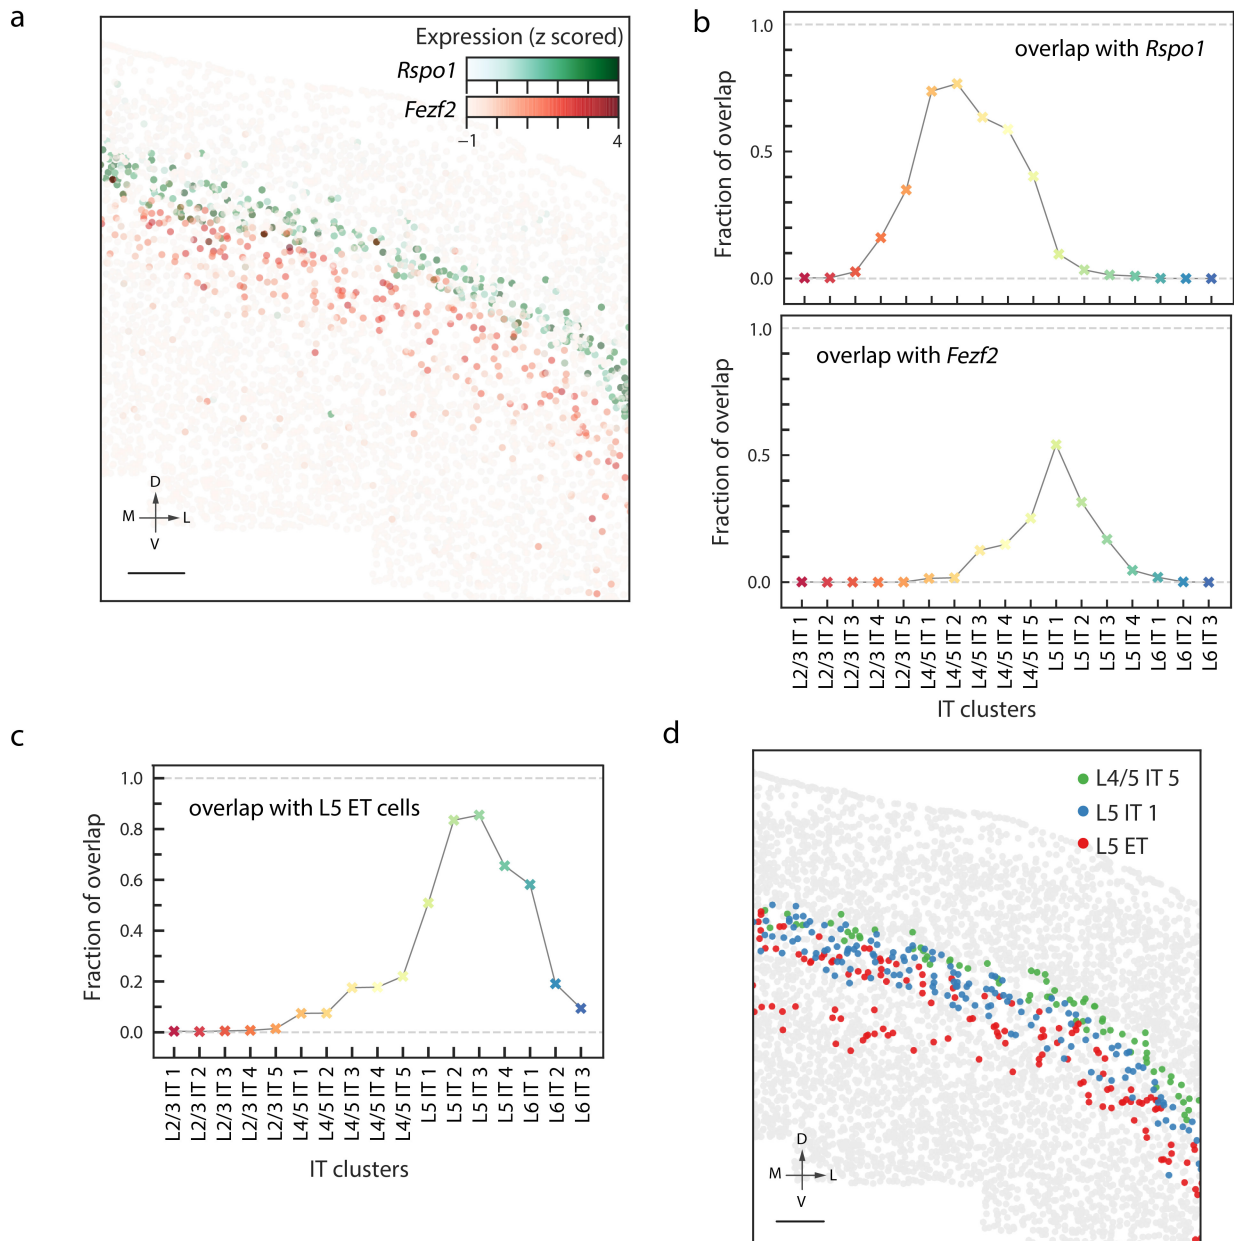 a
Expression (z scored)
Rspo1
Fezf2
−1
4
D
M
L
V
b
1.0
overlap with Rspo1
Fraction of overlap
0.5
0.0
1.0
overlap with Fezf2
Fraction of overlap
0.5
0.0
L2/3 IT 1
L2/3 IT 2
L2/3 IT 3
L2/3 IT 4
L2/3 IT 5
L4/5 IT 1
L4/5 IT 2
L4/5 IT 3
L4/5 IT 4
L4/5 IT 5
L5 IT 1
L5 IT 2
L5 IT 3
L5 IT 4
L6 IT 1
L6 IT 2
L6 IT 3
IT clusters
c
1.0
overlap with L5 ET cells
0.8
Fraction of overlap
0.6
0.4
0.2
0.0
L2/3 IT 1
L2/3 IT 2
L2/3 IT 3
L2/3 IT 4
L2/3 IT 5
L4/5 IT 1
L4/5 IT 2
L4/5 IT 3
L4/5 IT 4
L4/5 IT 5
L5 IT 1
L5 IT 2
L5 IT 3
L5 IT 4
L6 IT 1
L6 IT 2
L6 IT 3
IT clusters
d
L4/5 IT 5
L5 IT 1
L5 ET
D
M
L
V